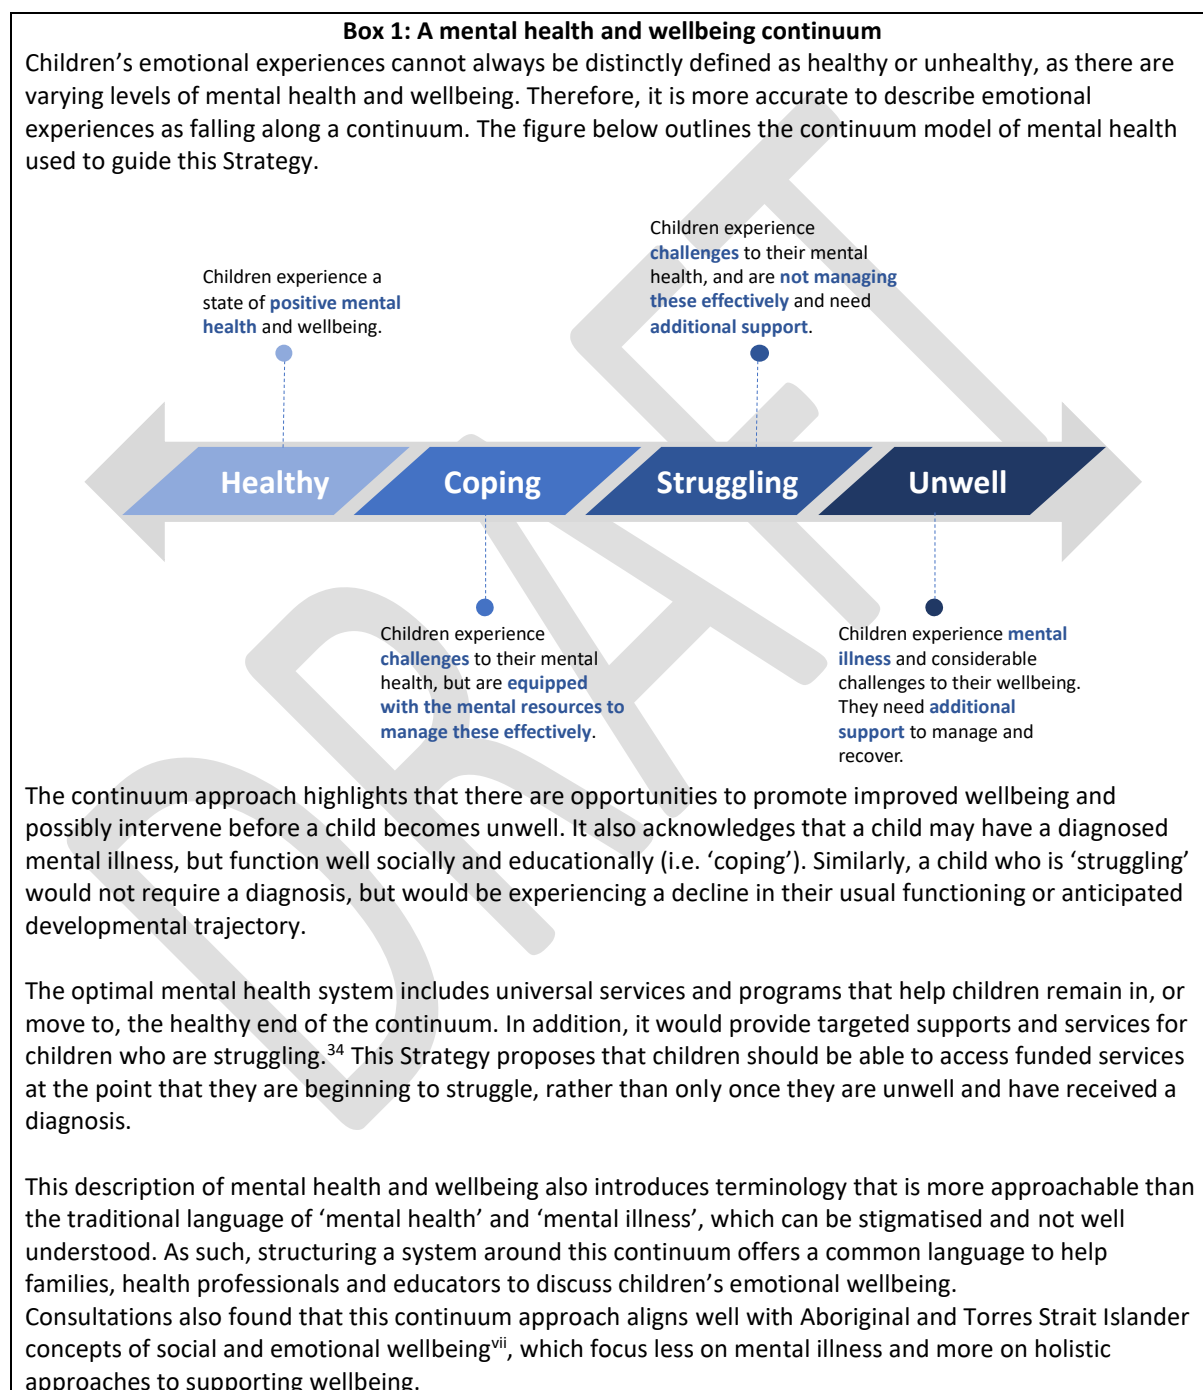 Box 1: A mental health and wellbeing continuum
Children's emotional experiences cannot always be distinctly defined as healthy or unhealthy, as there are
varying levels of mental health and wellbeing. Therefore, it is more accurate to describe emotional
experiences as falling along a continuum. The figure below outlines the continuum model of mental health
used to guide this Strategy.
Children experience a
state of positive mental
health and wellbeing.
Children experience
challenges to their mental
health, and are not managing
these effectively and need
additional support.
Healthy
Coping
Struggling
Unwell
Children experience
challenges to their mental
health, but are equipped
with the mental resources to
manage these effectively.
Children experience mental
illness and considerable
challenges to their wellbeing.
They need additional
support to manage and
recover.
The continuum approach highlights that there are opportunities to promote improved wellbeing and
possibly intervene before a child becomes unwell. It also acknowledges that a child may have a diagnosed
mental illness, but function well socially and educationally (i.e. 'coping'). Similarly, a child who is 'struggling'
would not require a diagnosis, but would be experiencing a decline in their usual functioning or anticipated
developmental trajectory.
The optimal mental health system includes universal services and programs that help children remain in, or
move to, the healthy end of the continuum. In addition, it would provide targeted supports and services for
children who are struggling.34 This Strategy proposes that children should be able to access funded services
at the point that they are beginning to struggle, rather than only once they are unwell and have received a
diagnosis.
This description of mental health and wellbeing also introduces terminology that is more approachable than
the traditional language of 'mental health' and 'mental illness', which can be stigmatised and not well
understood. As such, structuring a system around this continuum offers a common language to help
families, health professionals and educators to discuss children's emotional wellbeing.
Consultations also found that this continuum approach aligns well with Aboriginal and Torres Strait Islander
concepts of social and emotional wellbeingvii, which focus less on mental illness and more on holistic
approaches to supporting wellbeing.
DRAFT